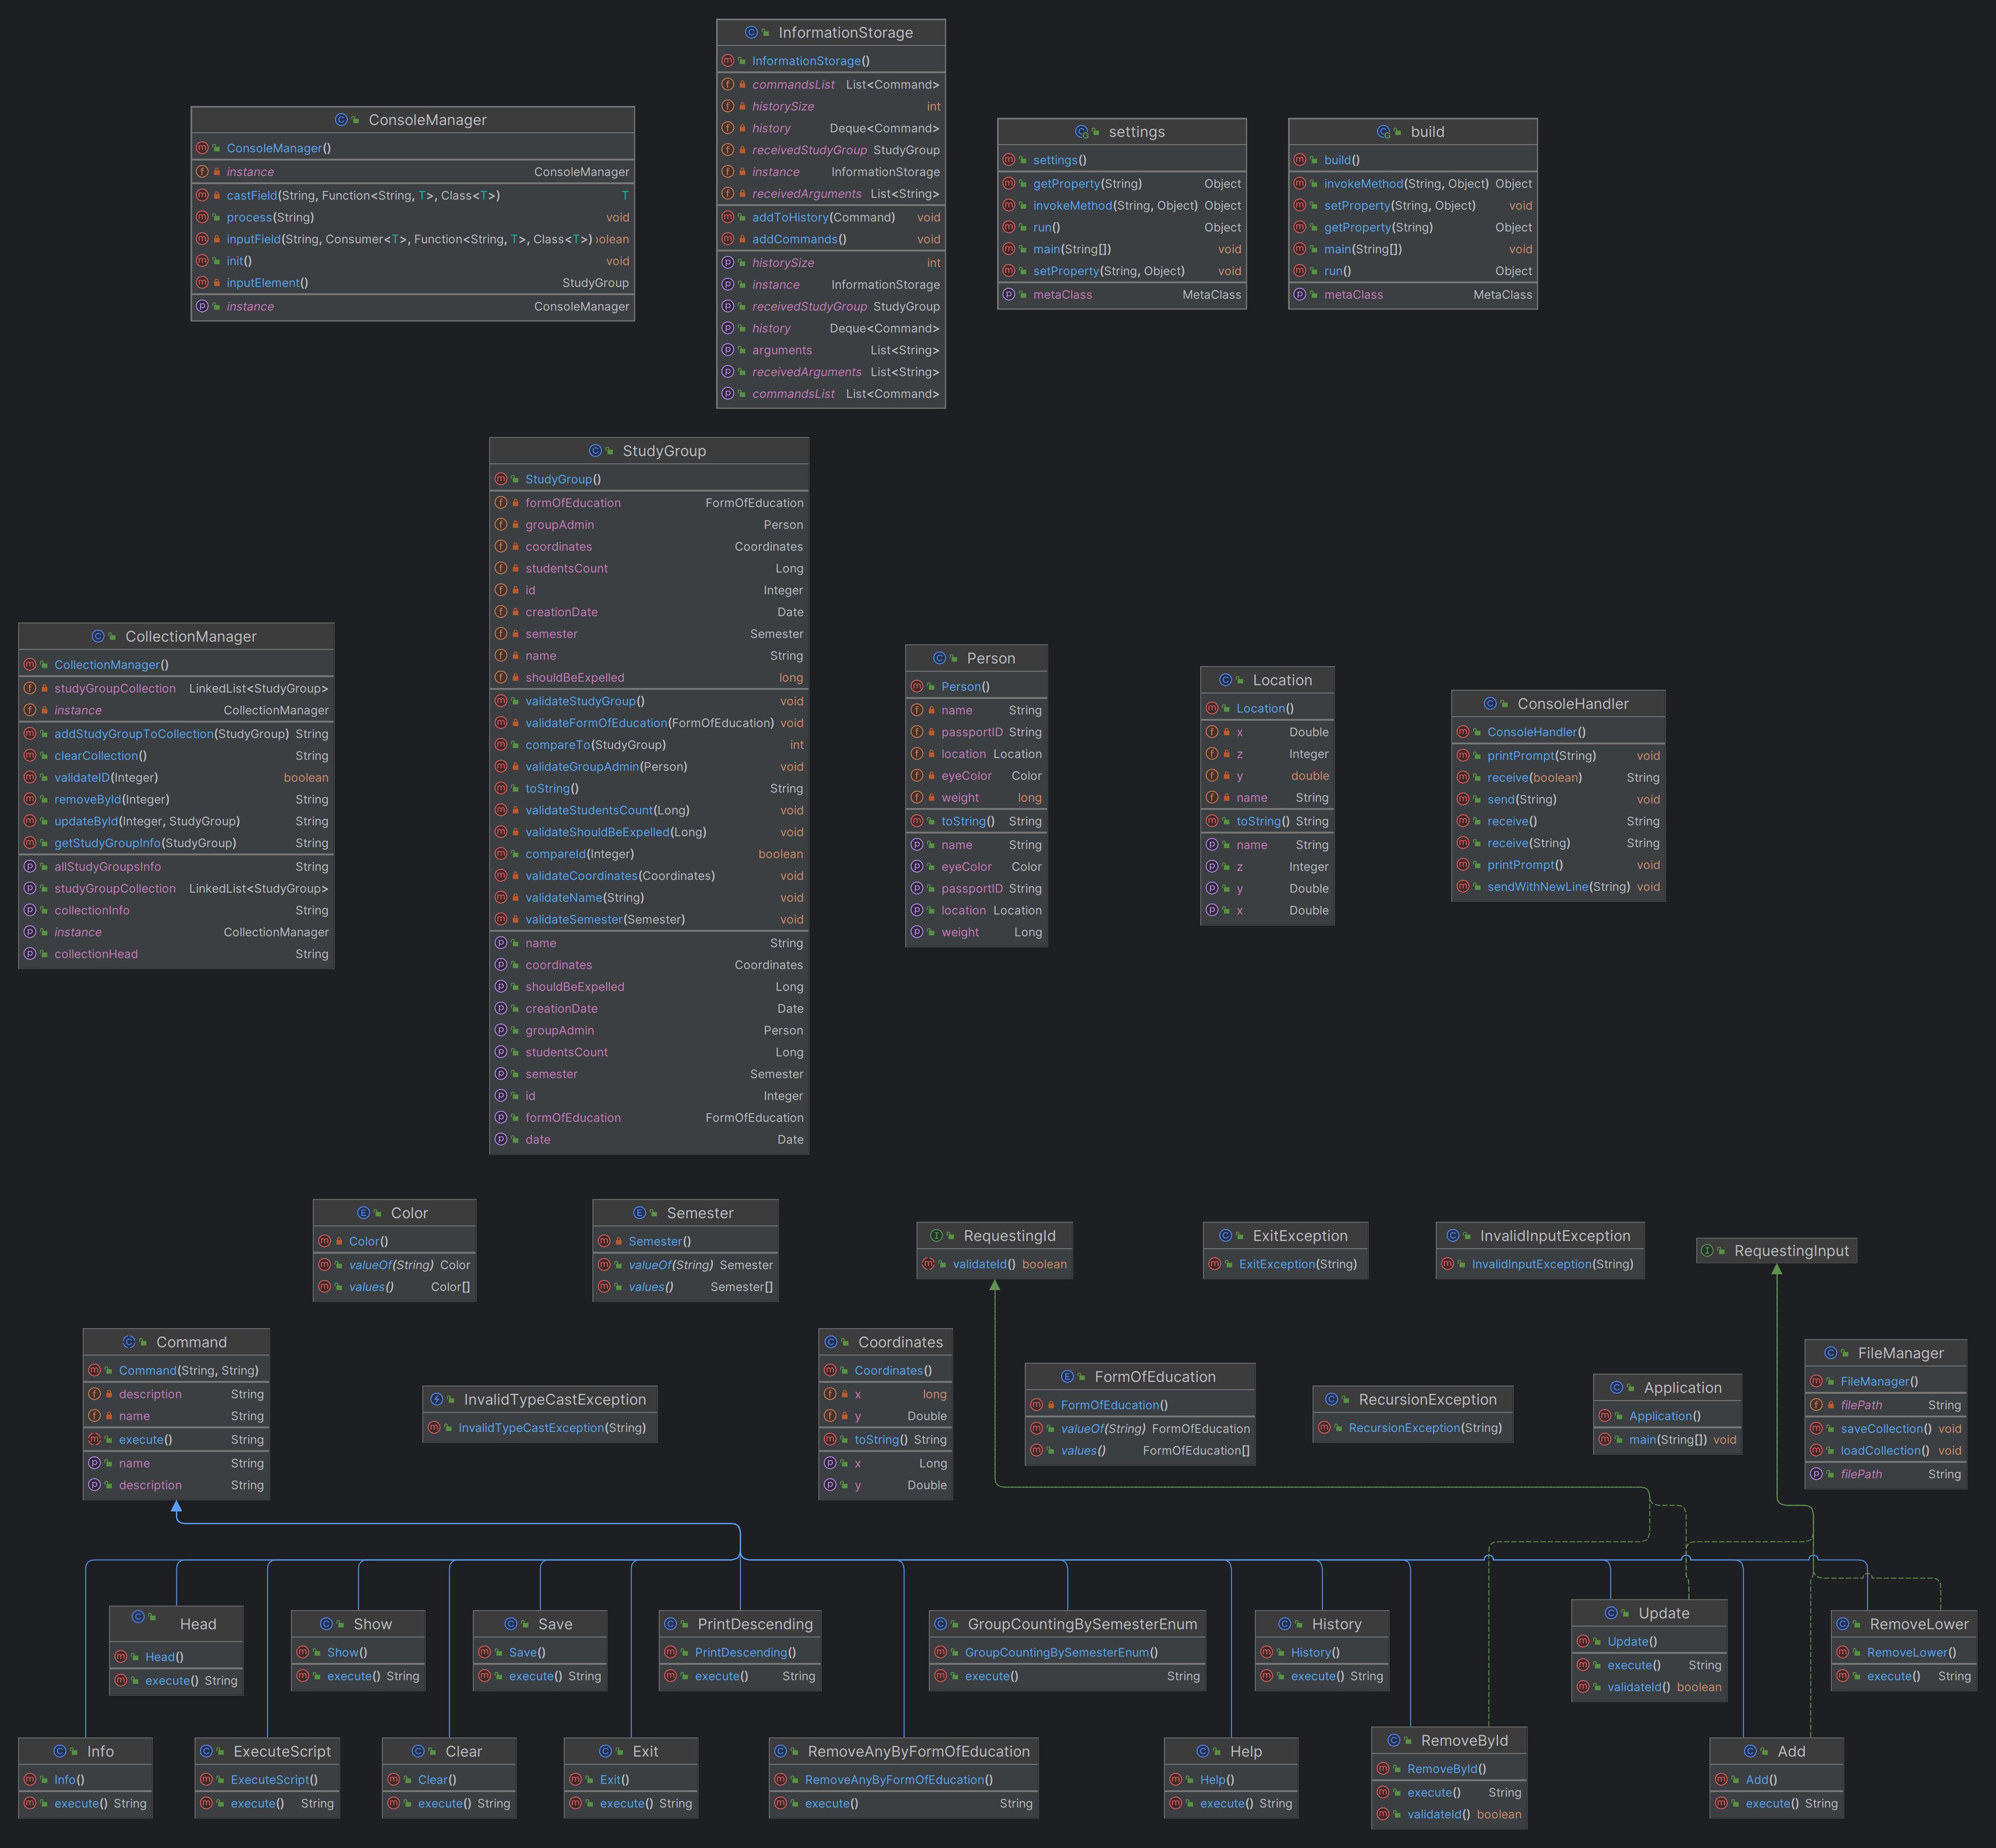 InformationStorage
InformationStorage()
commandsList List<Command>
historySize int
history Deque<Command>
receivedStudyGroup StudyGroup
instance InformationStorage
receivedArguments List<String>
addToHistory(Command) void
addCommands() void
historySize int
instance InformationStorage
receivedStudyGroup StudyGroup
history Deque<Command>
arguments List<String>
receivedArguments List<String>
commandsList List<Command>
ConsoleManager
ConsoleManager()
instance ConsoleManager
castField(String, Function<String, T>, Class<T>) T
process(String) void
inputField(String, Consumer<T>, Function<String, T>, Class<T>) olean
init() void
inputElement() StudyGroup
instance ConsoleManager
settings
settings()
getProperty(String) Object
invokeMethod(String, Object) Object
run() Object
main(String[]) void
setProperty(String, Object) void
metaClass MetaClass
build
build()
invokeMethod(String, Object) Object
setProperty(String, Object) void
getProperty(String) Object
main(String[]) void
run() Object
metaClass MetaClass
StudyGroup
StudyGroup()
formOfEducation FormOfEducation
groupAdmin Person
coordinates Coordinates
studentsCount Long
id Integer
creationDate Date
semester Semester
name String
shouldBeExpelled long
validateStudyGroup() void
validateFormOfEducation(FormOfEducation) void
compareTo(StudyGroup) int
validateGroupAdmin(Person) void
toString() String
validateStudentsCount(Long) void
validateShouldBeExpelled(Long) void
compareId(Integer) boolean
validateCoordinates(Coordinates) void
validateName(String) void
validateSemester(Semester) void
name String
coordinates Coordinates
shouldBeExpelled Long
creationDate Date
groupAdmin Person
studentsCount Long
semester Semester
id Integer
formOfEducation FormOfEducation
date Date
CollectionManager
CollectionManager()
studyGroupCollection LinkedList<StudyGroup>
instance CollectionManager
addStudyGroupToCollection(StudyGroup) String
clearCollection() String
validateID(Integer) boolean
removeById(Integer) String
updateById(Integer, StudyGroup) String
getStudyGroupInfo(StudyGroup) String
allStudyGroupsInfo String
studyGroupCollection LinkedList<StudyGroup>
collectionInfo String
instance CollectionManager
collectionHead String
Person
Person()
name String
passportID String
location Location
eyeColor Color
weight long
toString() String
name String
eyeColor Color
passportID String
location Location
weight Long
Location
Location()
x Double
z Integer
y double
name String
toString() String
name String
z Integer
y Double
x Double
ConsoleHandler
ConsoleHandler()
printPrompt(String) void
receive(boolean) String
send(String) void
receive() String
receive(String) String
printPrompt() void
sendWithNewLine(String) void
Color
Color()
valueOf(String) Color
values() Color[]
Semester
Semester()
valueOf(String) Semester
values() Semester[]
RequestingId
validateId() boolean
ExitException
ExitException(String)
InvalidInputException
InvalidInputException(String)
RequestingInput
Command
Command(String, String)
description String
name String
execute() String
name String
description String
InvalidTypeCastException
InvalidTypeCastException(String)
Coordinates
Coordinates()
x long
y Double
toString() String
x Long
y Double
FormOfEducation
FormOfEducation()
valueOf(String) FormOfEducation
values() FormOfEducation[]
RecursionException
RecursionException(String)
Application
Application()
main(String[]) void
FileManager
FileManager()
filePath String
saveCollection() void
loadCollection() void
filePath String
Head
Head()
execute() String
Show
Show()
execute() String
Save
Save()
execute() String
PrintDescending
PrintDescending()
execute() String
GroupCountingBySemesterEnum
GroupCountingBySemesterEnum()
execute() String
History
History()
execute() String
Update
Update()
execute() String
validateId() boolean
RemoveLower
RemoveLower()
execute() String
Info
Info()
execute() String
ExecuteScript
ExecuteScript()
execute() String
Clear
Clear()
execute() String
Exit
Exit()
execute() String
RemoveAnyByFormOfEducation
RemoveAnyByFormOfEducation()
execute() String
Help
Help()
execute() String
RemoveById
RemoveById()
execute() String
validateId() boolean
Add
Add()
execute() String